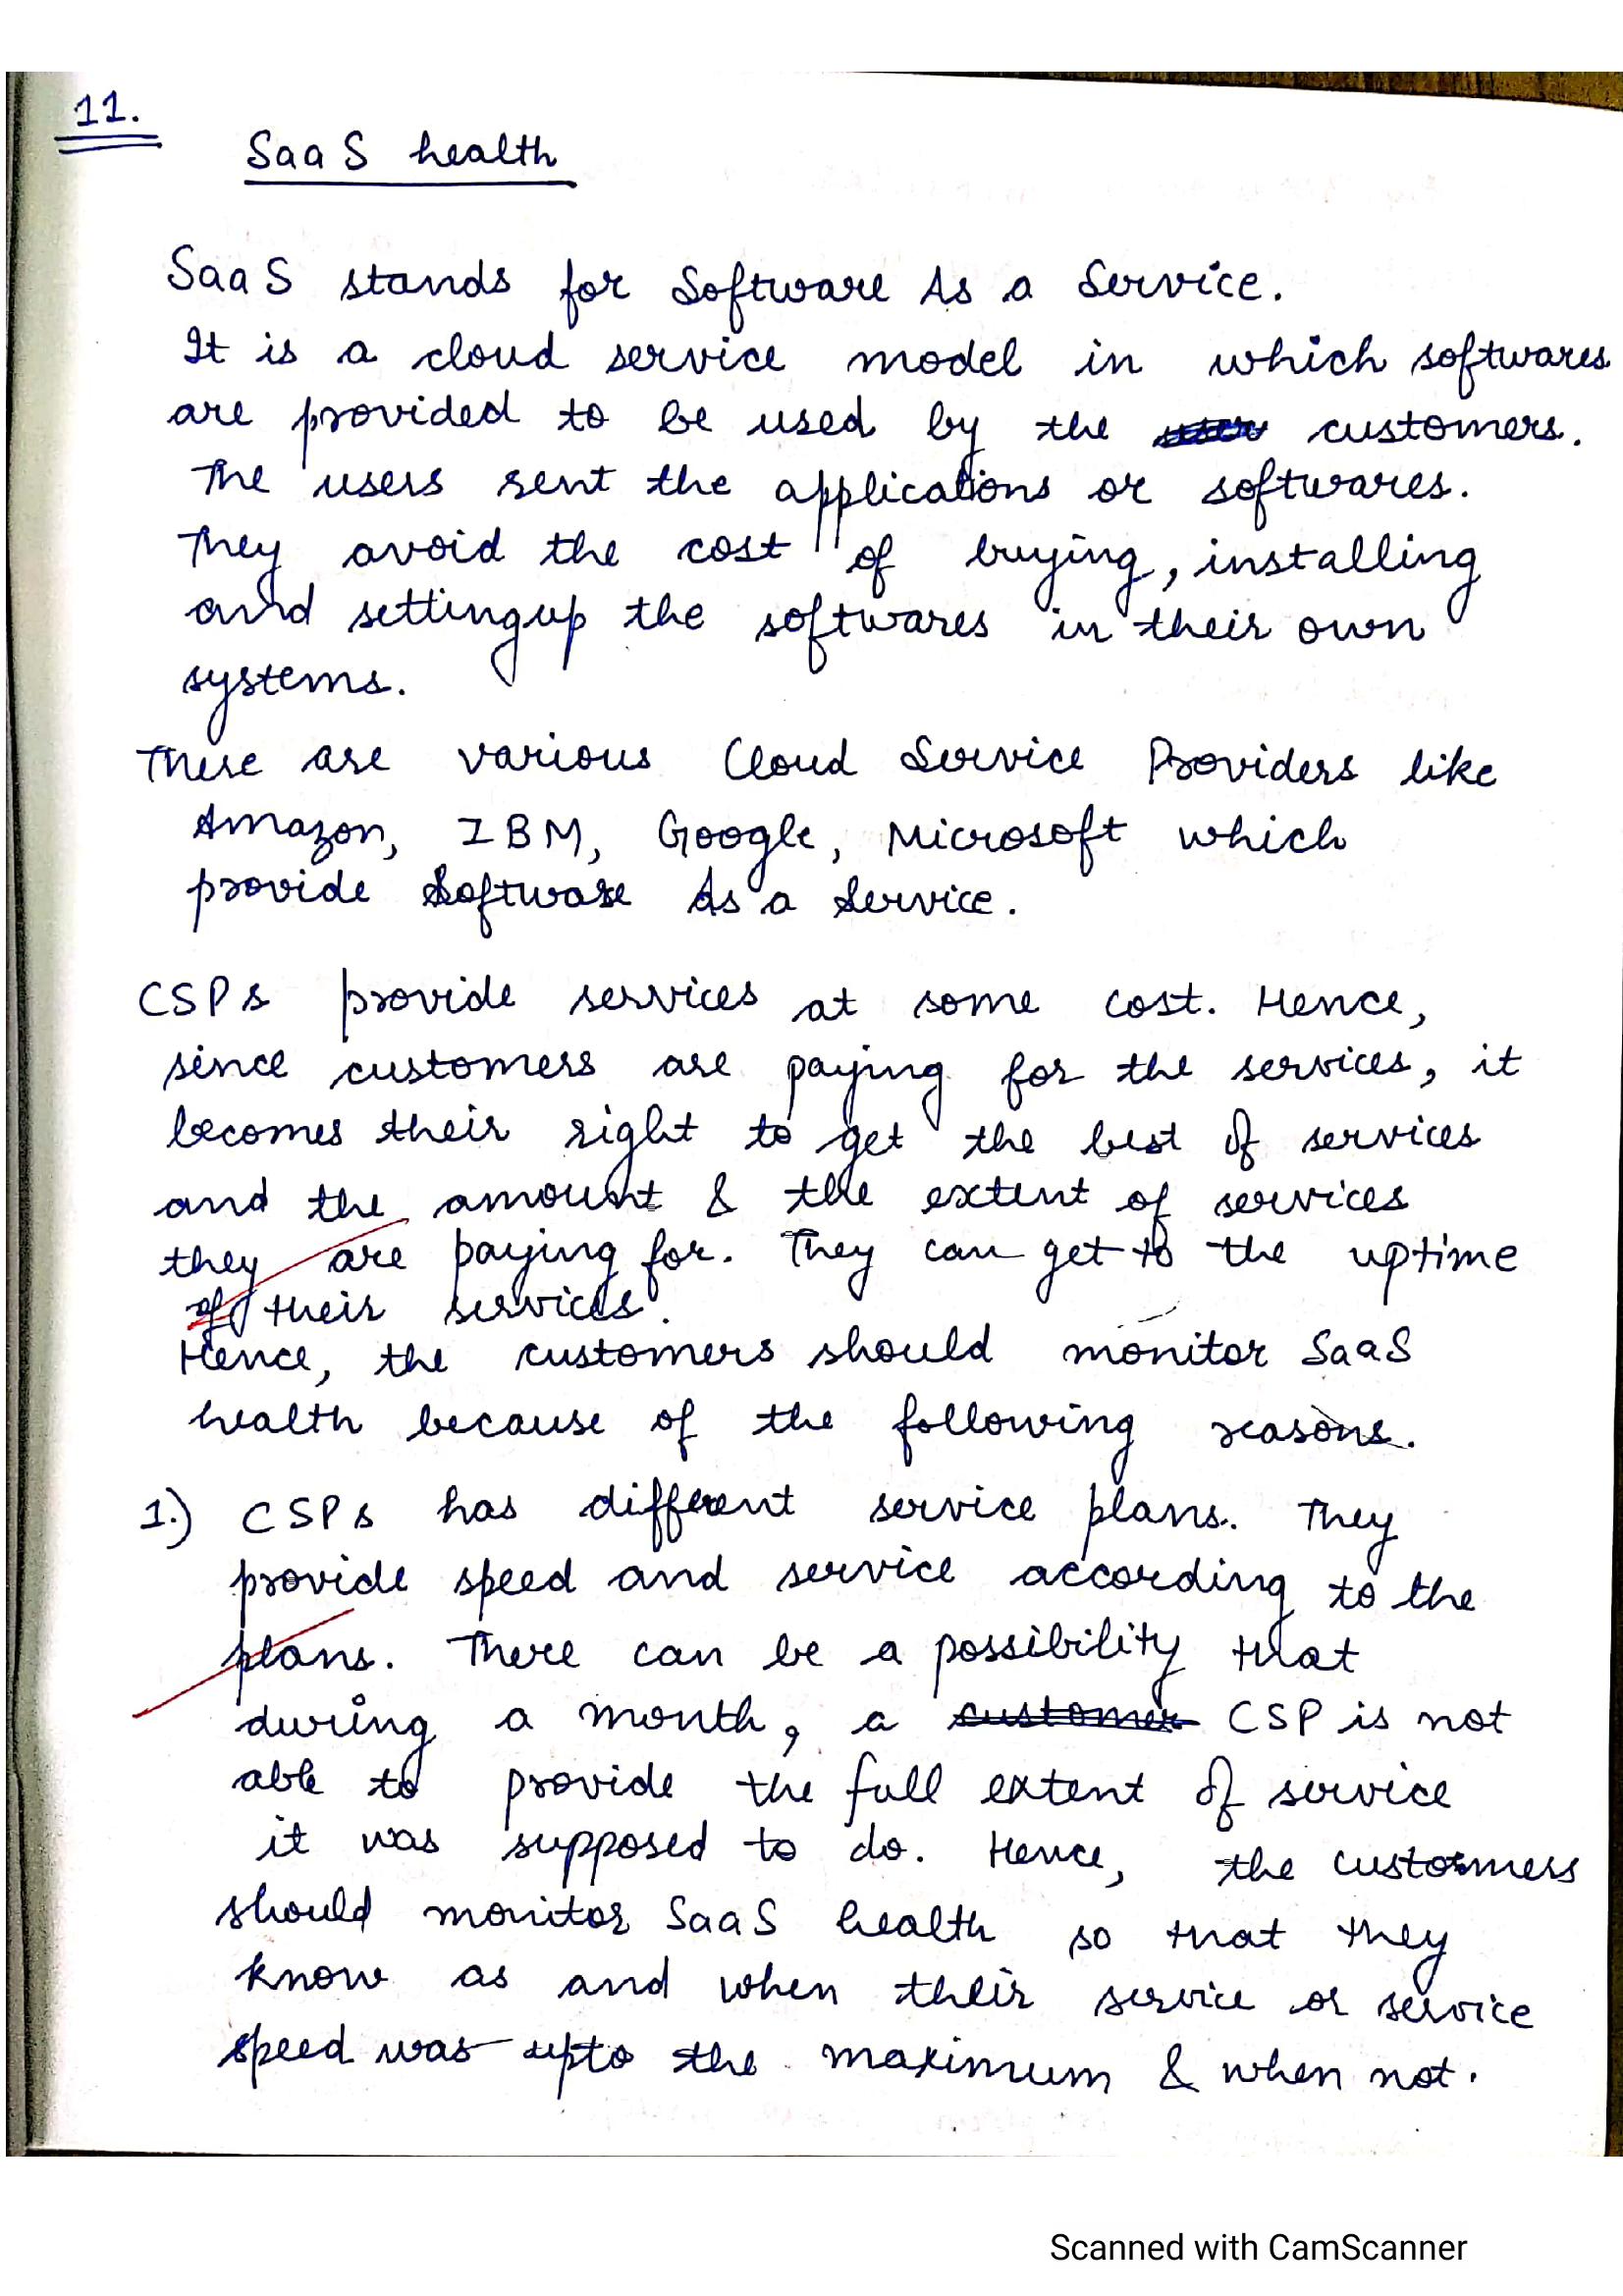 11.
SaaS health
SaaS stands for Software As a Service.
It is a cloud service model in which softwares
are provided to be used by the user customers.
The users rent the applications or softwares.
They avoid the cost of buying, installing
and setting up the softwares in their own
systems.
There are various Cloud Service Providers like
Amazon, IBM, Google, Microsoft which
provide Software As a Service.
CSPs provide services at some cost. Hence,
since customers are paying for the services, it
becomes their right to get the best of services
and the amount & the extent of services
they are paying for. They can get to the uptime
of their services.
Hence, the customers should monitor SaaS
health because of the following reasons.
1.) CSPs has different service plans. They
provide speed and service according to the
plans. There can be a possibility that
during a month, a customer CSP is not
able to provide the full extent of service
it was supposed to do. Hence, the customers
should monitor SaaS health so that they
know as and when their service or service
speed was upto the maximum & when not.
Scanned with CamScanner